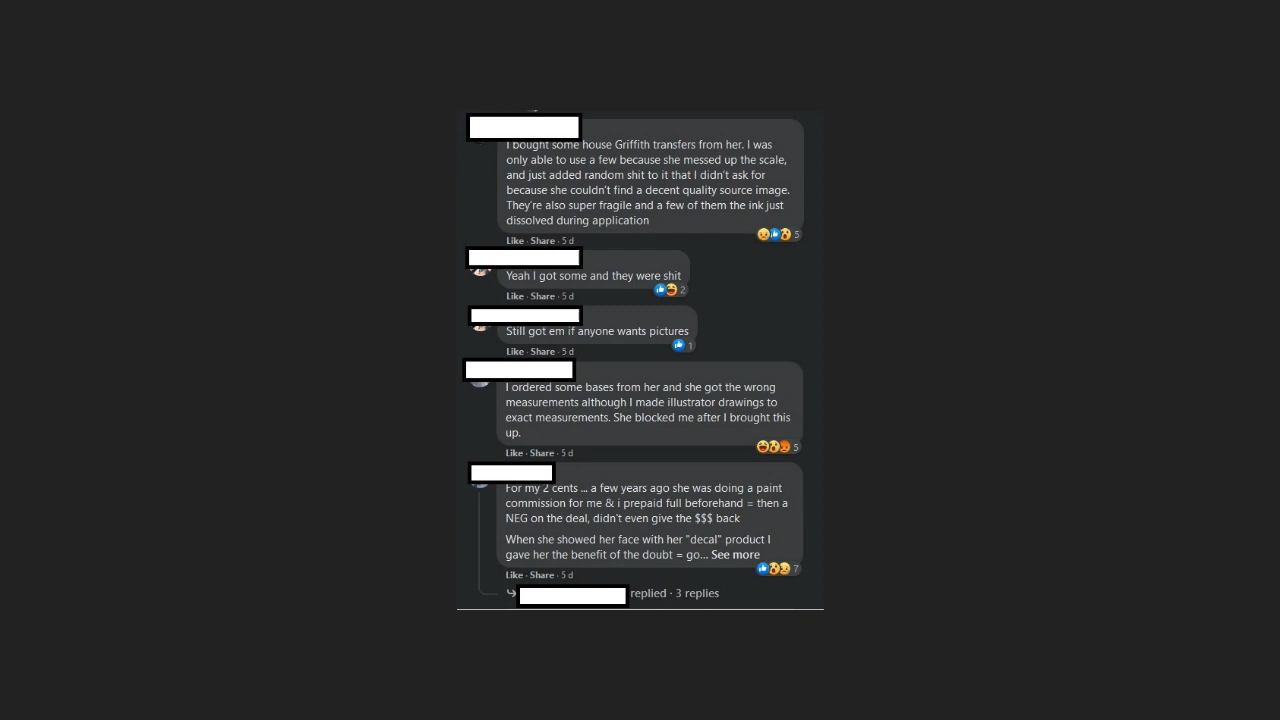 I bought some house Griffith transfers from her. I was
only able to use a few because she messed up the scale,
and just added random shit to it that I didn't ask for
because she couldn't find a decent quality source image.
They're also super fragile and a few of them the ink just
dissolved during application
5
Like · Share · 5 d
Yeah I got some and they were shit
2
Like · Share · 5 d
Still got em if anyone wants pictures
1
Like · Share · 5 d
I ordered some bases from her and she got the wrong
measurements although I made illustrator drawings to
exact measurements. She blocked me after I brought this
up.
5
Like · Share · 5 d
For my 2 cents ... a few years ago she was doing a paint
commission for me & i prepaid full beforehand = then a
NEG on the deal, didn't even give the $$$ back
When she showed her face with her "decal" product I
gave her the benefit of the doubt = go... See more
7
Like · Share · 5 d
replied · 3 replies